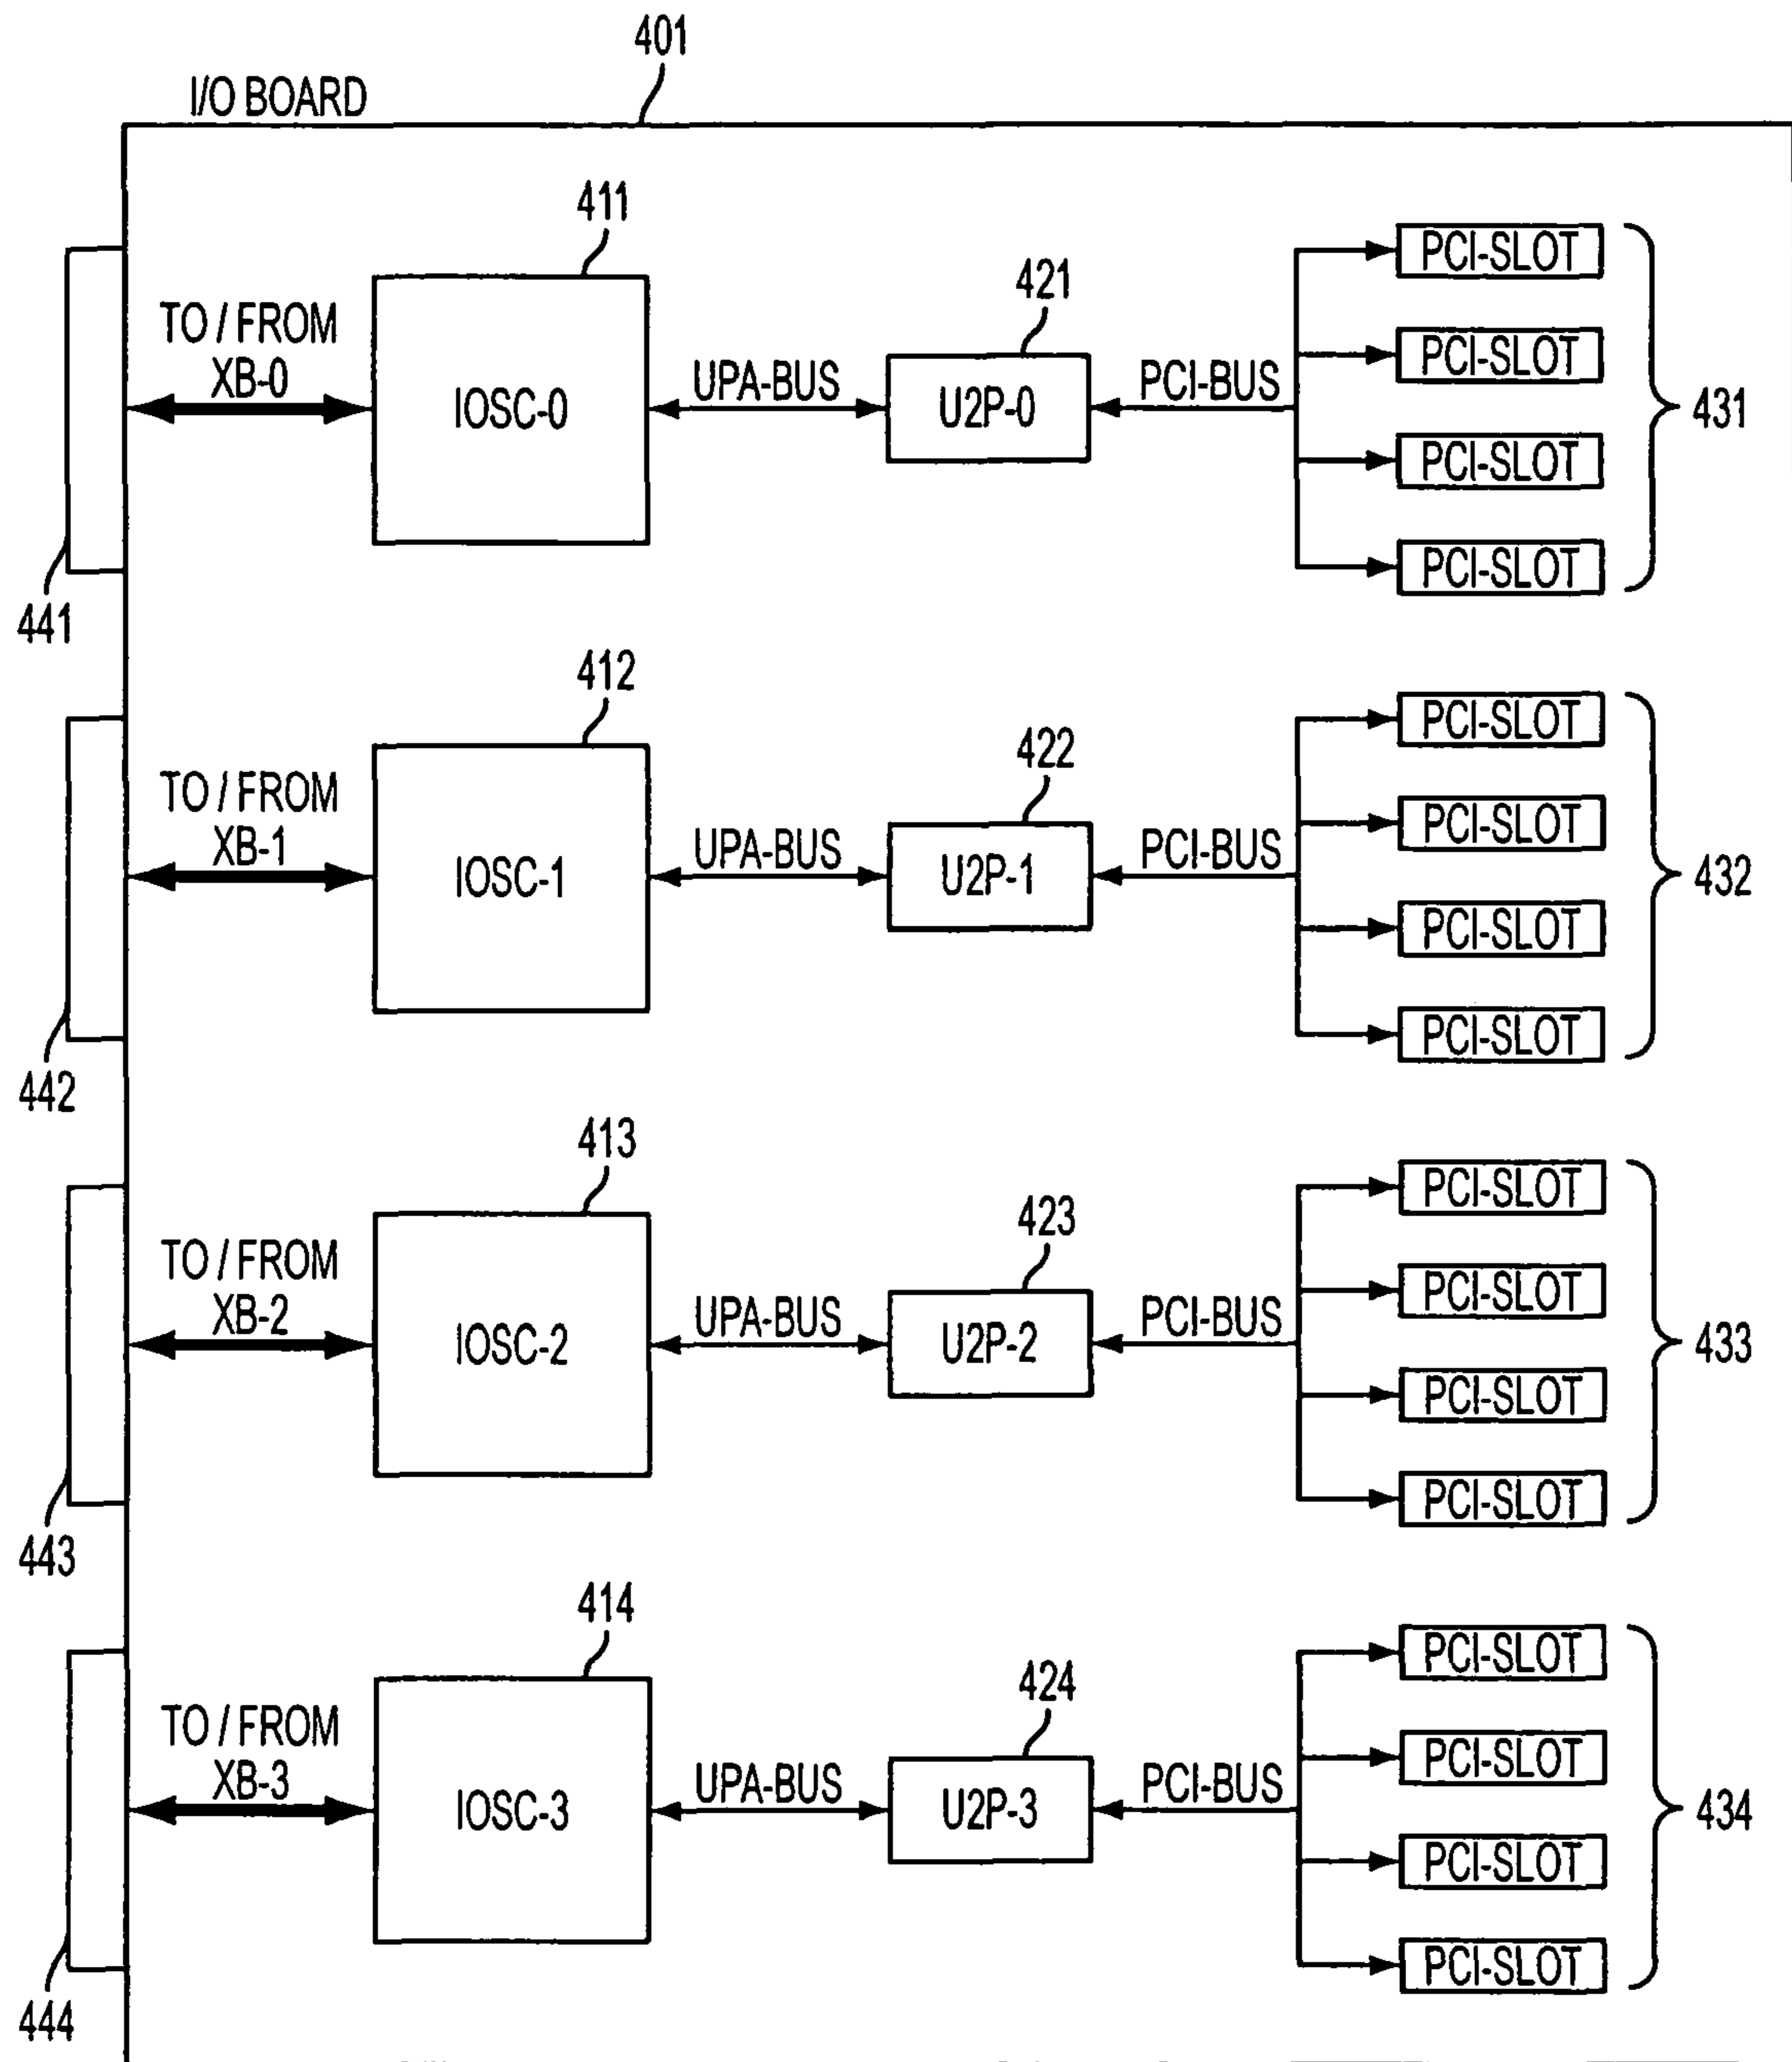 401
I/O BOARD
411
PCI-SLOT
421
TO / FROM
XB-0
IOSC-0
UPA-BUS
U2P-0
PCI-BUS
PCI-SLOT
431
PCI-SLOT
PCI-SLOT
441
412
PCI-SLOT
422
TO / FROM
XB-1
IOSC-1
UPA-BUS
U2P-1
PCI-BUS
PCI-SLOT
432
PCI-SLOT
PCI-SLOT
442
413
PCI-SLOT
423
TO / FROM
XB-2
IOSC-2
UPA-BUS
U2P-2
PCI-BUS
PCI-SLOT
433
PCI-SLOT
PCI-SLOT
443
414
PCI-SLOT
424
TO / FROM
XB-3
IOSC-3
UPA-BUS
U2P-3
PCI-BUS
PCI-SLOT
434
PCI-SLOT
PCI-SLOT
444